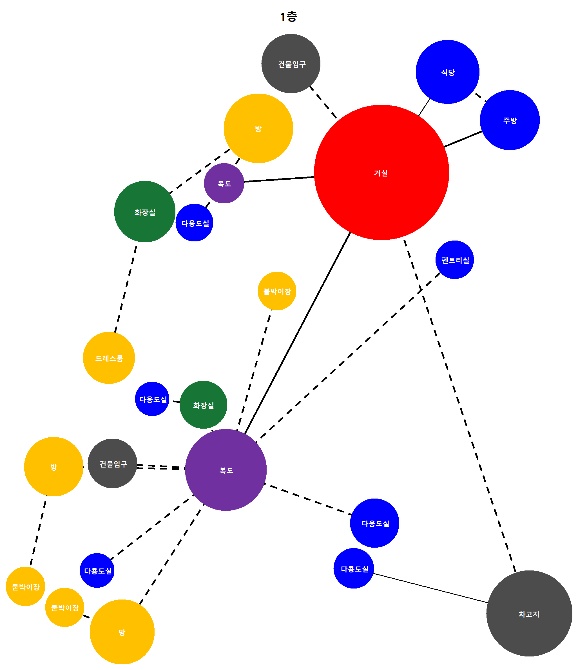 1층
건물입구
식당
주방
방
거실
복도
화장실
다용도실
팬트리실
붙박이장
드레스룸
다용도실
화장실
방
건물입구
복도
다용도실
다용도실
다용도실
붙박이장
붙박이장
방
차고지